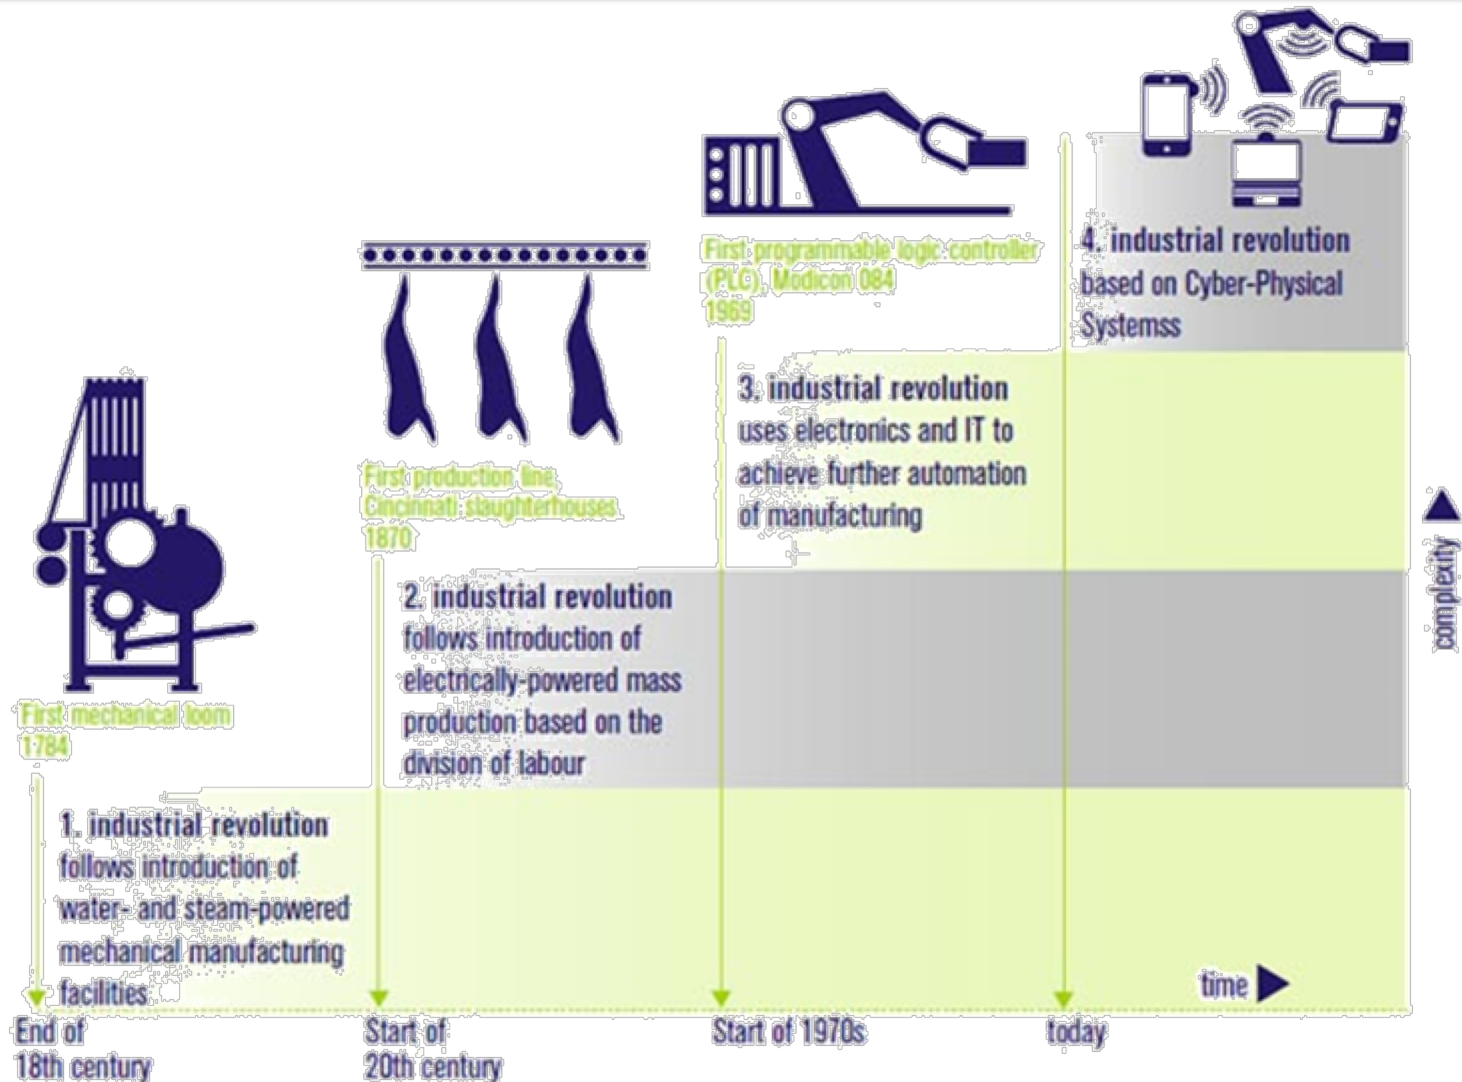 4. industrial revolution
based on Cyber-Physical
Systemss
First programmable logic controller
(PLC), Modicon 084
1969
3. industrial revolution
uses electronics and IT to
achieve further automation
of manufacturing
First production line,
Cincinnati slaughterhouses,
1870
2. industrial revolution
follows introduction of
electrically-powered mass
production based on the
division of labour
First mechanical loom
1784
1. industrial revolution
follows introduction of
water- and steam-powered
mechanical manufacturing
facilities
complexity
time
End of
18th century
Start of
20th century
Start of 1970s
today